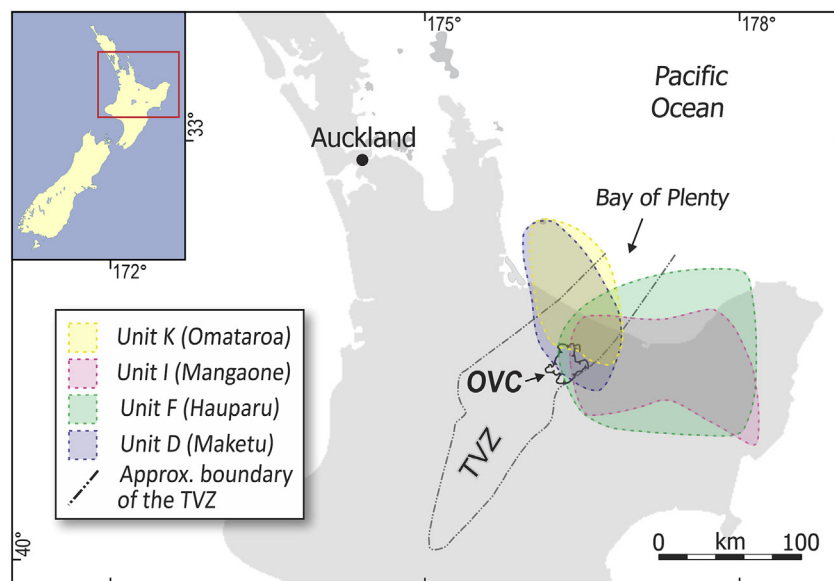 175°
178°
Pacific
Ocean
33°
Auckland
Bay of Plenty
172°
Unit K (Omataroa)
Unit I (Mangaone)
Unit F (Hauparu)
Unit D (Maketu)
Approx. boundary
of the TVZ
OVC
TVZ
40°
0 km 100